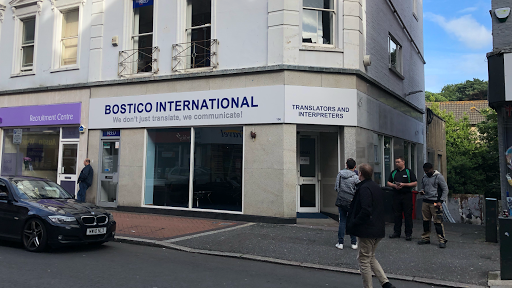 BOSTICO INTERNATIONAL
We don't just translate, we communicate!
TRANSLATORS AND
INTERPRETERS
Recruitment Centre